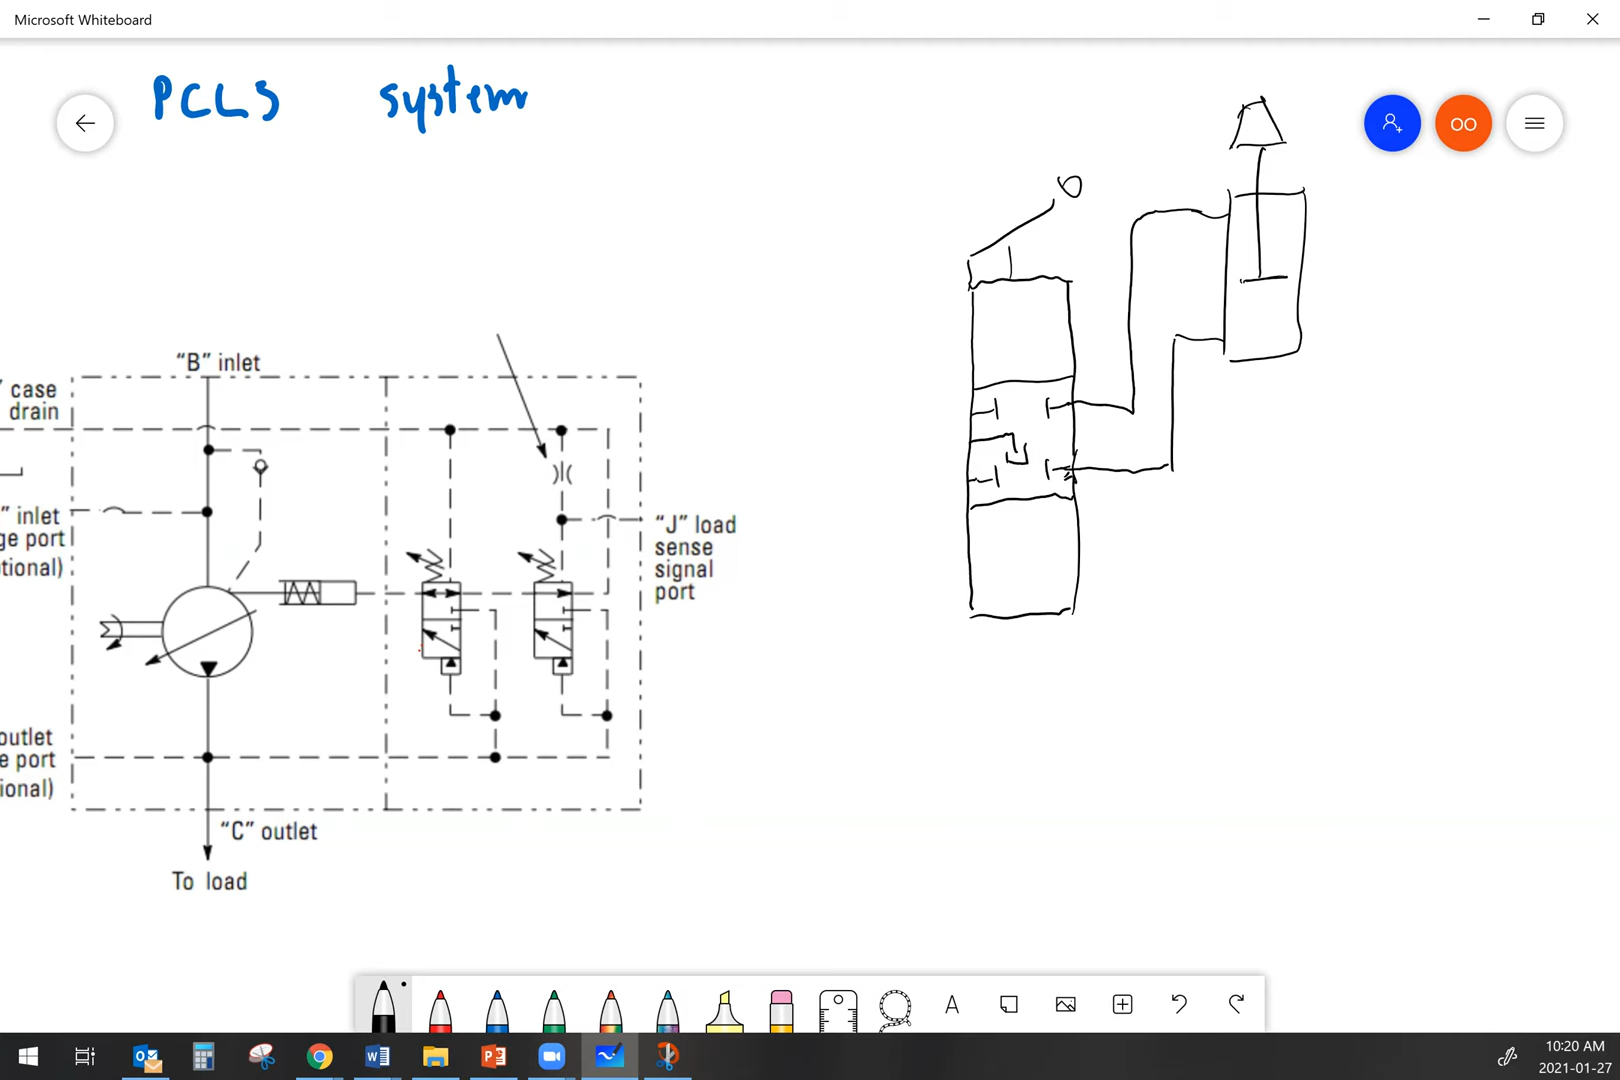 Microsoft Whiteboard
PCLS system
OO
"B" inlet
case
drain
" inlet
ge port
tional)
"J" load
sense
signal
port
outlet
e port
ional)
"C" outlet
To load
A
10:20 AM
2021-01-27